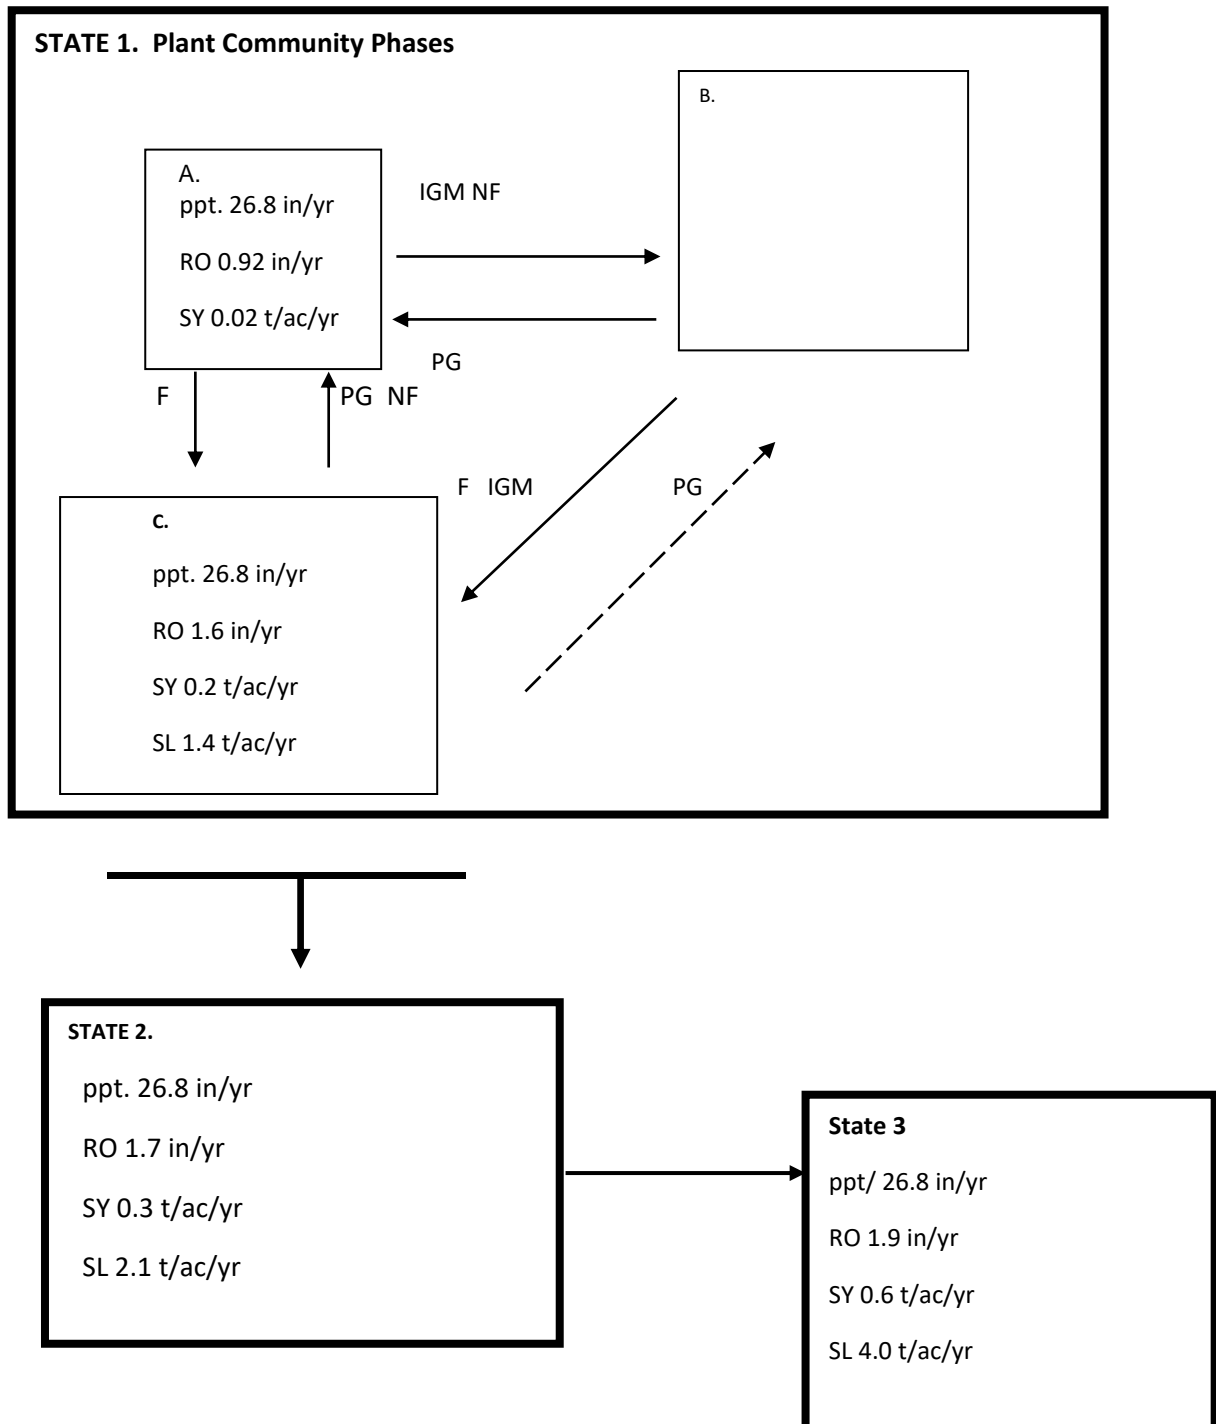 STATE 1. Plant Community Phases
B.
A.
ppt. 26.8 in/yr
RO 0.92 in/yr
SY 0.02 t/ac/yr
IGM NF
PG
F
PG NF
F IGM
PG
C.
ppt. 26.8 in/yr
RO 1.6 in/yr
SY 0.2 t/ac/yr
SL 1.4 t/ac/yr
STATE 2.
ppt. 26.8 in/yr
RO 1.7 in/yr
SY 0.3 t/ac/yr
SL 2.1 t/ac/yr
State 3
ppt/ 26.8 in/yr
RO 1.9 in/yr
SY 0.6 t/ac/yr
SL 4.0 t/ac/yr